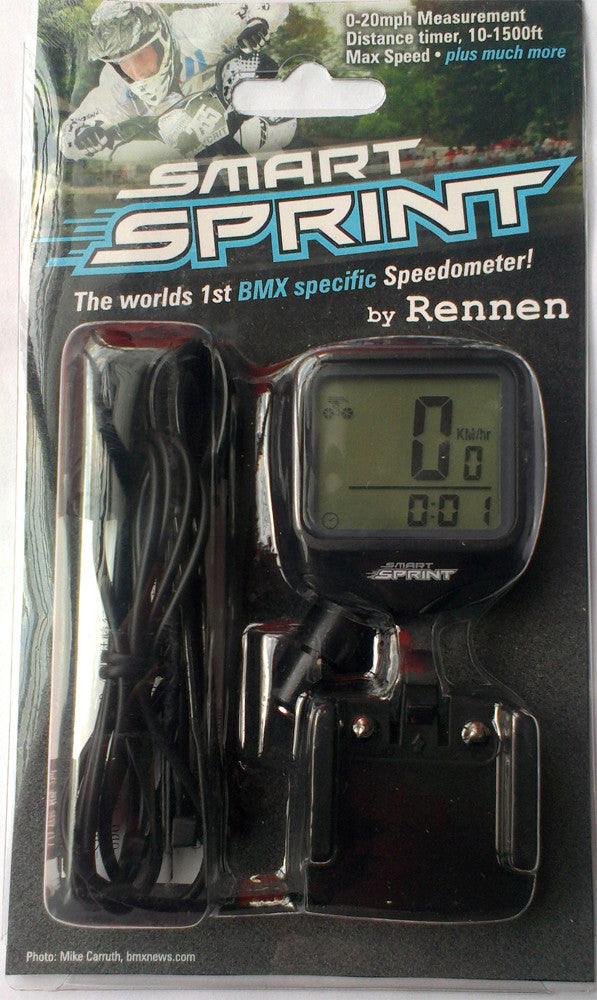 0-20mph Measurement
Distance timer, 10-1500ft
Max Speed • plus much more
SMART
SPRINT
The worlds 1st BMX specific Speedometer!
by Rennen
0
KM/hr
0
0:01
SMART
SPRINT
Photo: Mike Carruth, bmxnews.com